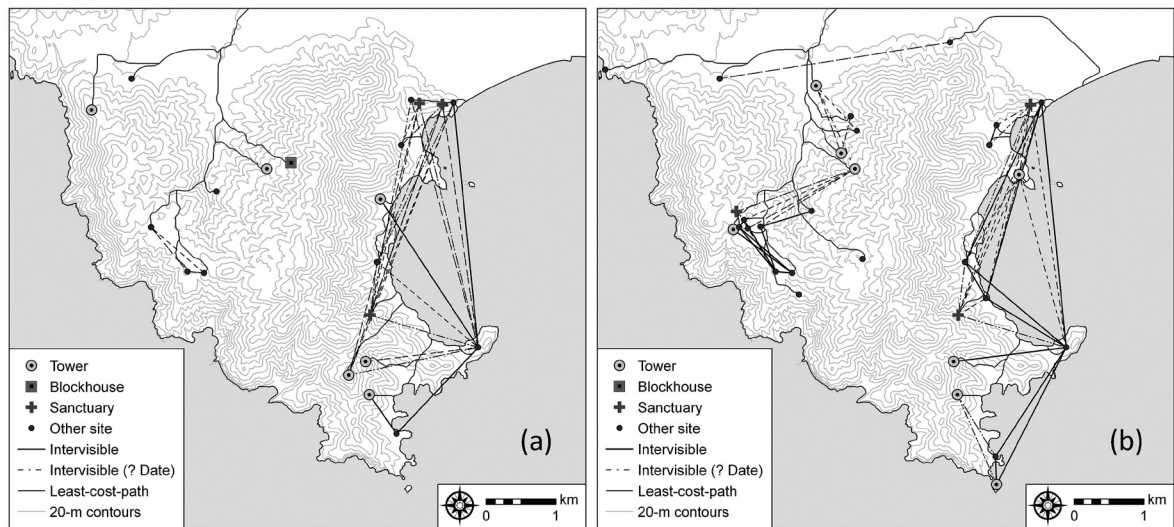 Tower
Blockhouse
Sanctuary
Other site
Intervisible
Intervisible (? Date)
Least-cost-path
20-m contours
(a)
km
0 1
Tower
Blockhouse
Sanctuary
Other site
Intervisible
Intervisible (? Date)
Least-cost-path
20-m contours
(b)
km
0 1